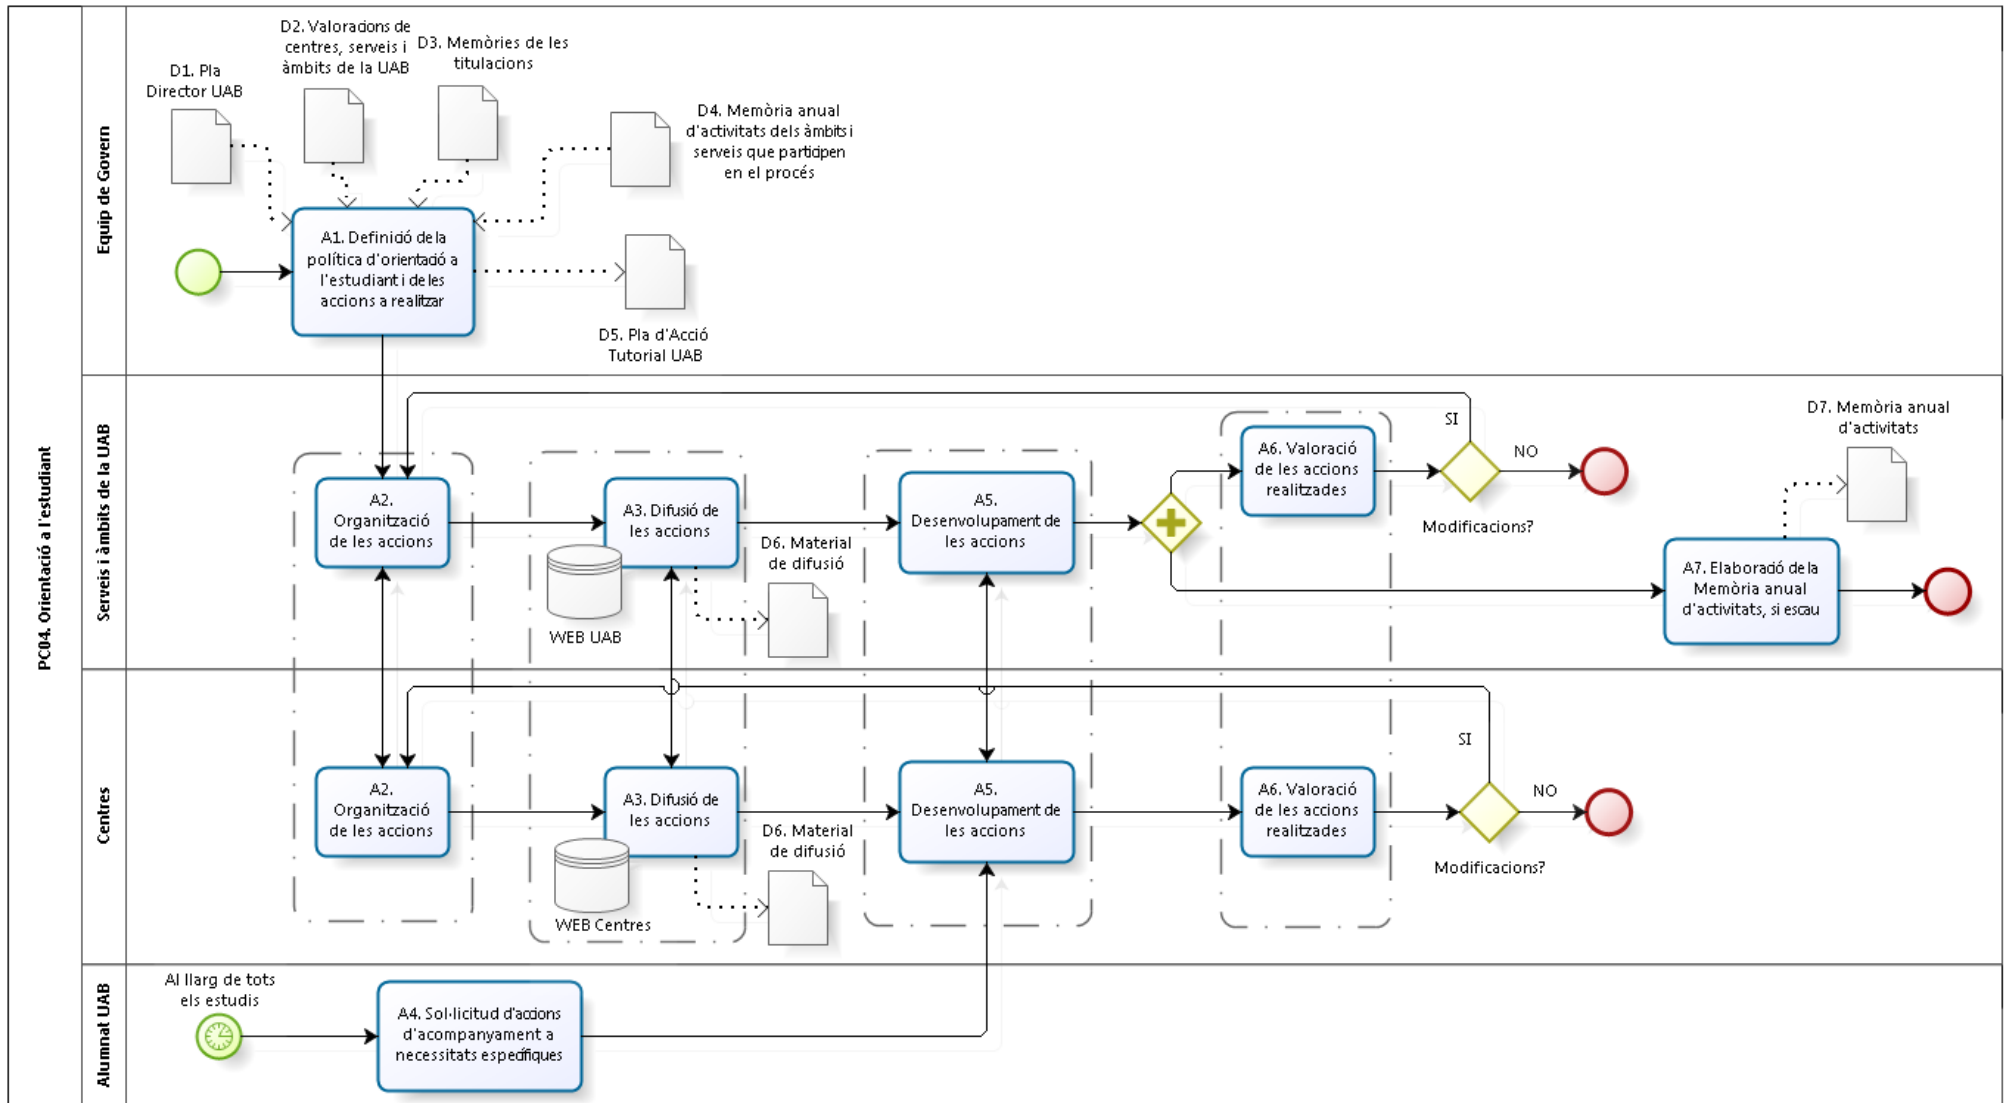 PC04. Orientació a l'estudiant
Equip de Govern
D1. Pla
Director UAB
D2. Valoracions de
centres, serveis i
àmbits de la UAB
D3. Memòries de les
titulacions
D4. Memòria anual
d'activitats dels àmbits i
serveis que participen
en el procés
A1. Definició de la
política d'orientació a
l'estudiant i de les
accions a realitzar
D5. Pla d'Acció
Tutorial UAB
Serveis i àmbits de la UAB
A2.
Organització
de les accions
A3. Difusió de
les accions
WEB UAB
D6. Material
de difusió
A5.
Desenvolupament de
les accions
A6. Valoració
de les accions
realitzades
SI
NO
Modificacions?
D7. Memòria anual
d'activitats
A7. Elaboració de la
Memòria anual
d'activitats, si escau
Centres
A2.
Organització
de les accions
A3. Difusió de
les accions
WEB Centres
D6. Material
de difusió
A5.
Desenvolupament de
les accions
A6. Valoració
de les accions
realitzades
SI
NO
Modificacions?
Alumnat UAB
Al llarg de tots
els estudis
A4. Sol·licitud d'accions
d'acompanyament a
necessitats específiques